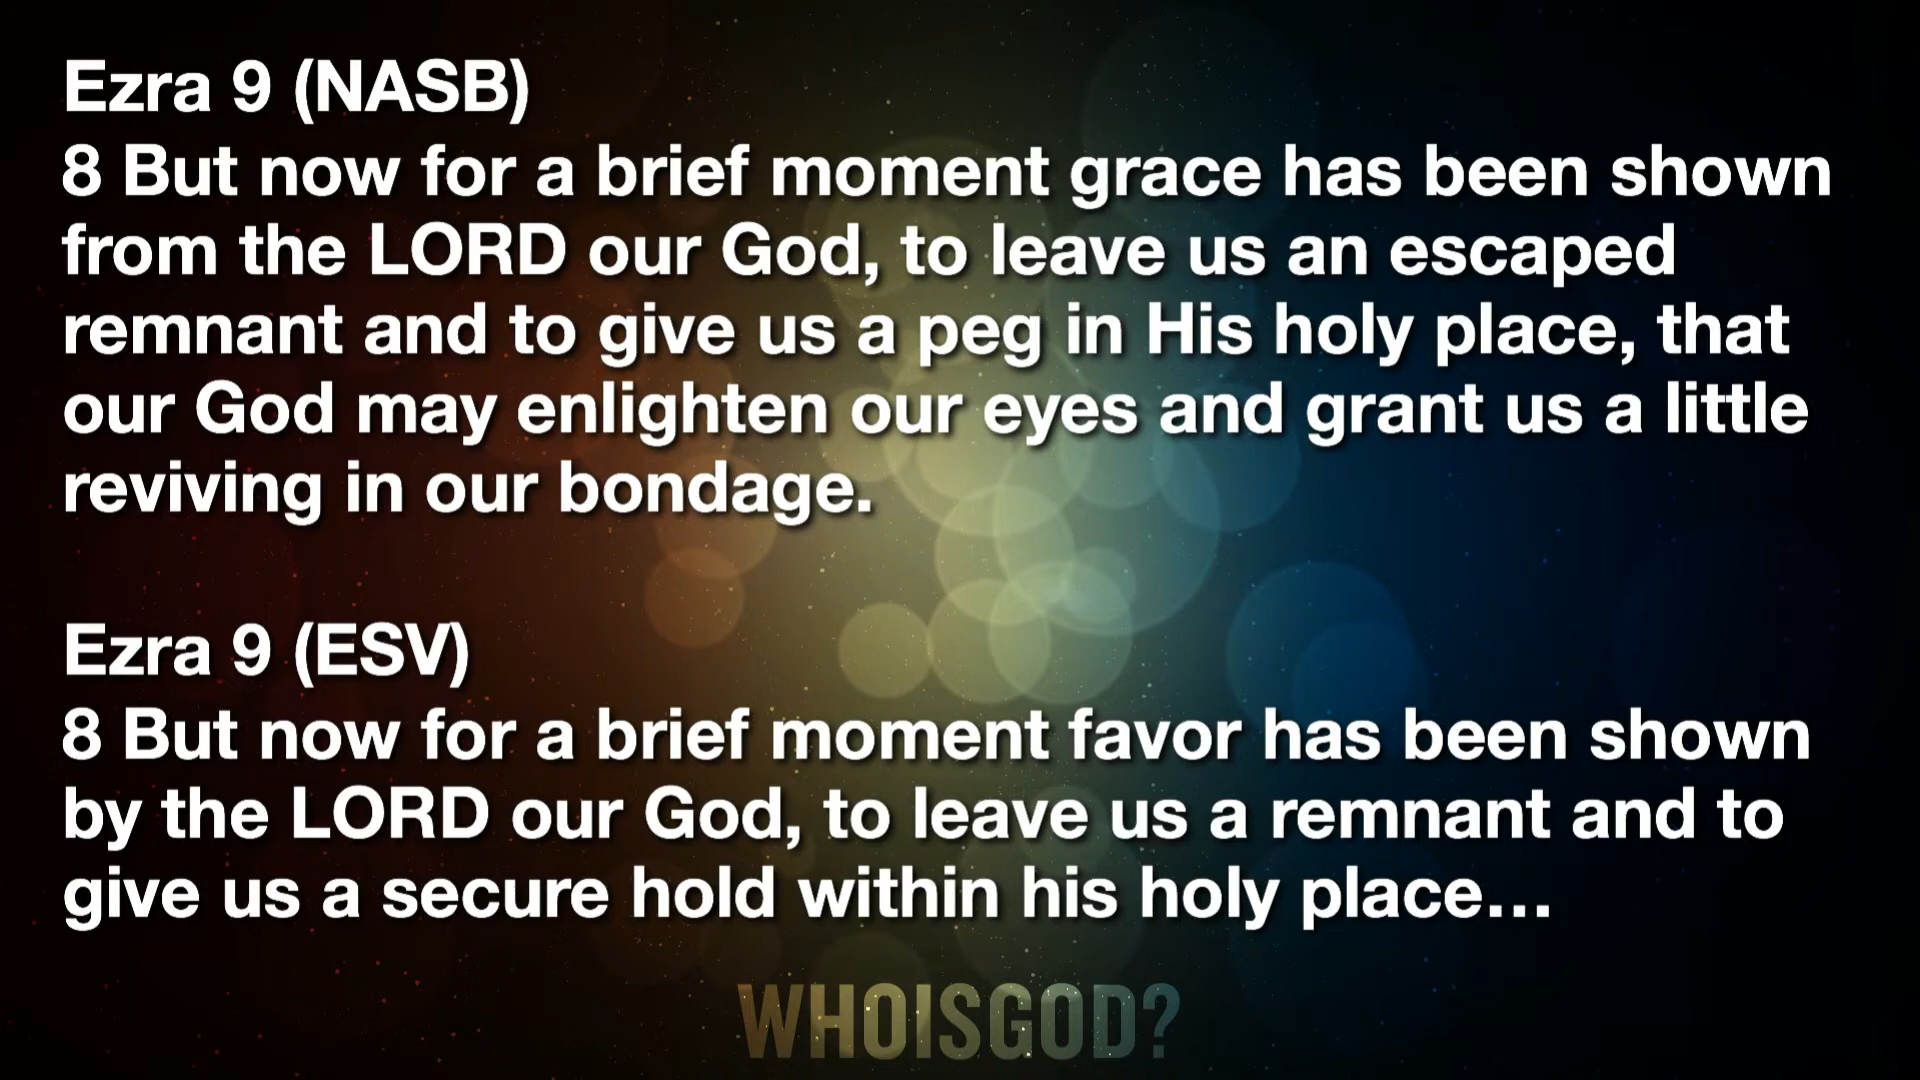 Ezra 9 (NASB)
8 But now for a brief moment grace has been shown
from the LORD our God, to leave us an escaped
remnant and to give us a peg in His holy place, that
our God may enlighten our eyes and grant us a little
reviving in our bondage.
Ezra 9 (ESV)
8 But now for a brief moment favor has been shown
by the LORD our God, to leave us a remnant and to
give us a secure hold within his holy place…
WHOISGOD?